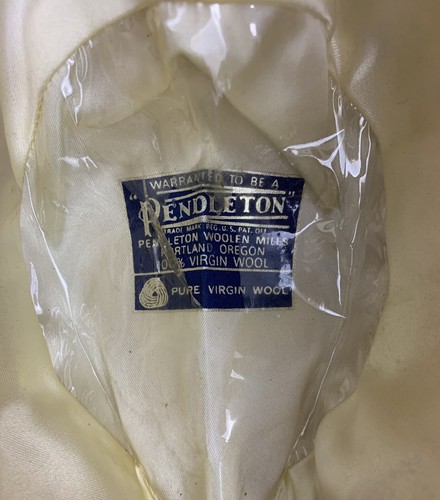 WARRANTED TO BE A
"PENDLETON"
TRADE MARK REG. U.S. PAT. OFF.
PENDLETON WOOLEN MILLS
PORTLAND, OREGON
100% VIRGIN WOOL
PURE VIRGIN WOOL